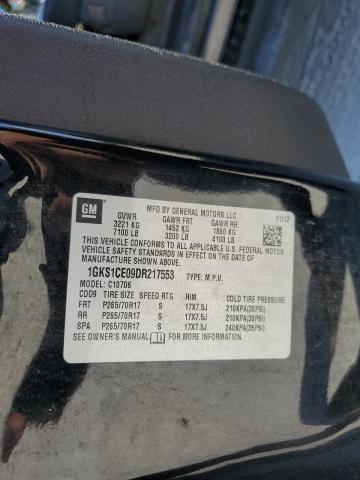 GM
MFD BY GENERAL MOTORS LLC 11/12
GVWR GAWR FRT GAWR RR
3221 KG 1452 KG 1860 KG
7100 LB 3200 LB 4100 LB
THIS VEHICLE CONFORMS TO ALL APPLICABLE U.S. FEDERAL MOTOR
VEHICLE SAFETY STANDARDS IN EFFECT ON THE DATE OF
MANUFACTURE SHOWN ABOVE.
1GKS1CE09DR217553 TYPE: M.P.V.
MODEL: C10706
CDD9 TIRE SIZE SPEED RTG RIM COLD TIRE PRESSURE
FRT P265/70R17 S 17X7.5J 210KPA(30PSI)
RR P265/70R17 S 17X7.5J 210KPA(30PSI)
SPA P265/70R17 S 17X7.5J 240KPA(35PSI)
SEE OWNER'S MANUAL FOR MORE INFORMATION.